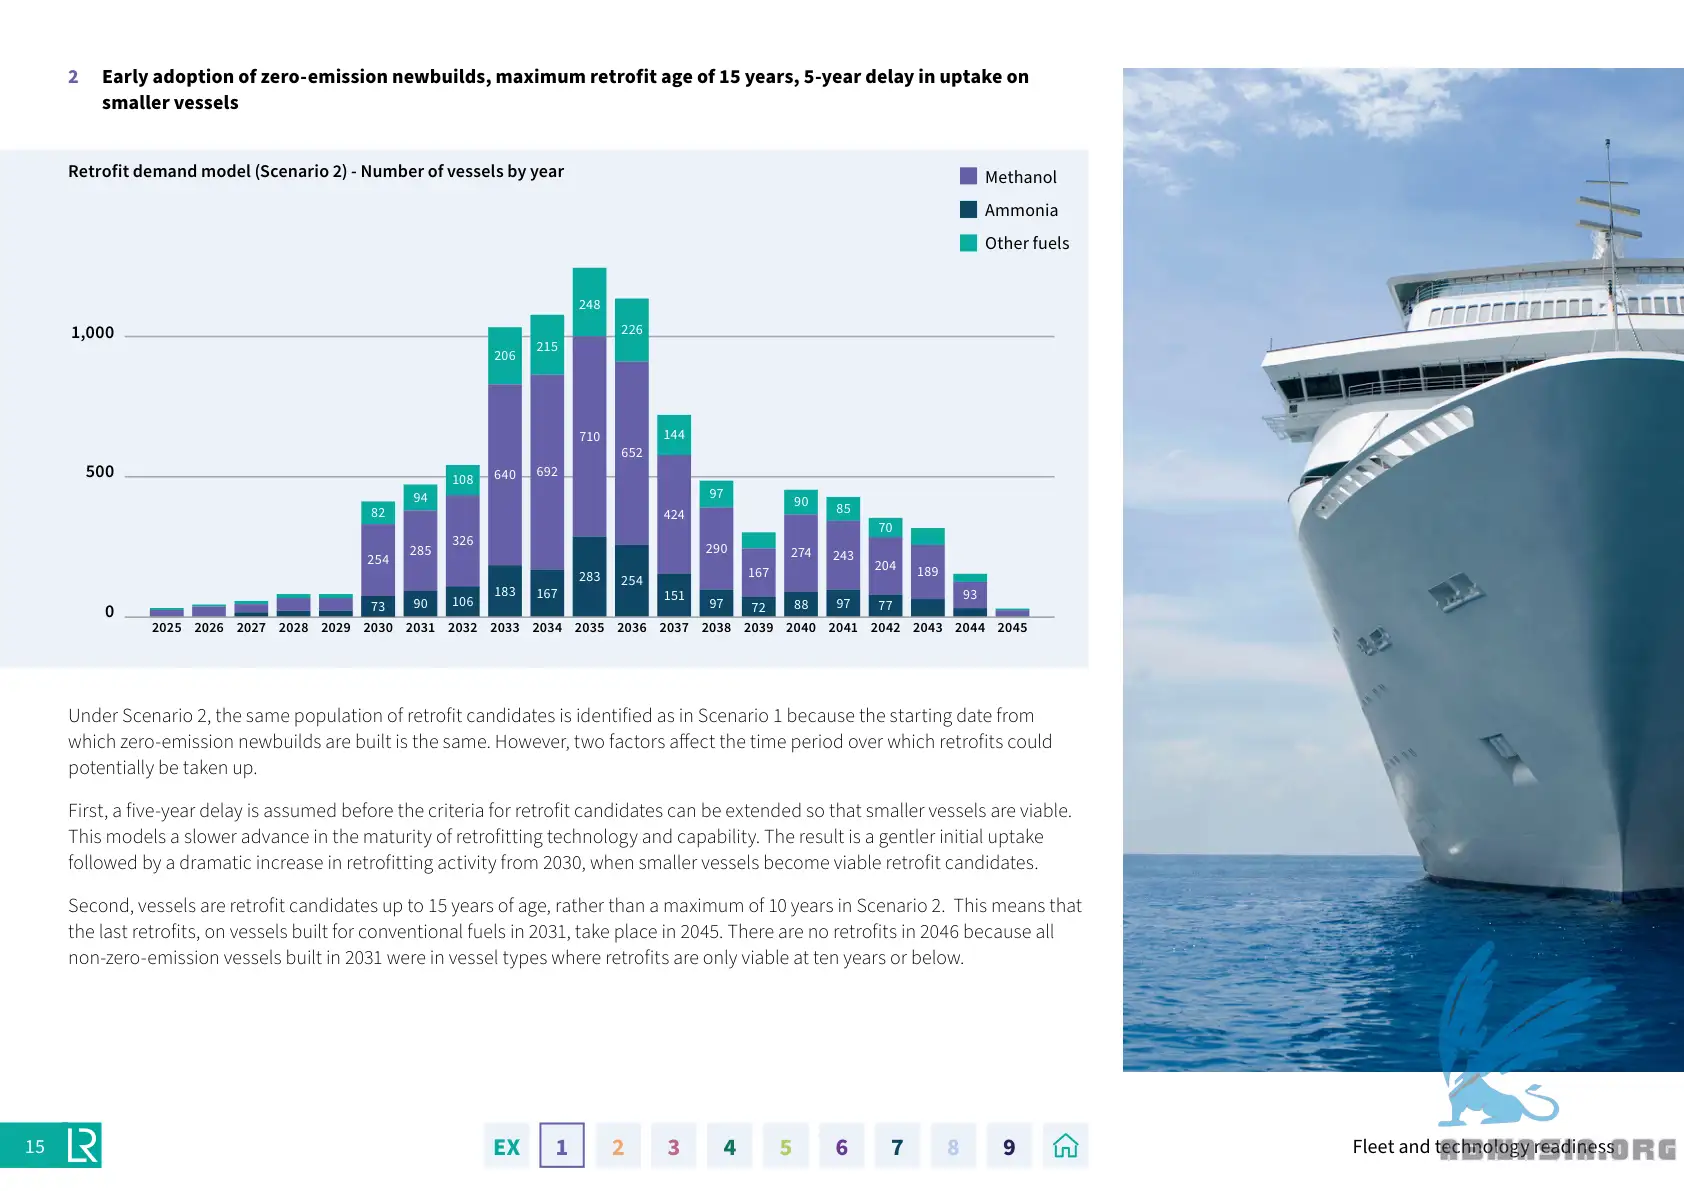 2 Early adoption of zero-emission newbuilds, maximum retrofit age of 15 years, 5-year delay in uptake on
smaller vessels
Retrofit demand model (Scenario 2) - Number of vessels by year
Methanol
Ammonia
Other fuels
1,000
500
0
248
226
206
215
710
652
640
692
144
424
108
94
82
326
285
254
97
290
90
85
70
274
243
204
167
189
93
283
254
183
167
151
106
90
73
97
72
88
97
77
2025 2026 2027 2028 2029 2030 2031 2032 2033 2034 2035 2036 2037 2038 2039 2040 2041 2042 2043 2044 2045
Under Scenario 2, the same population of retrofit candidates is identified as in Scenario 1 because the starting date from
which zero-emission newbuilds are built is the same. However, two factors affect the time period over which retrofits could
potentially be taken up.
First, a five-year delay is assumed before the criteria for retrofit candidates can be extended so that smaller vessels are viable.
This models a slower advance in the maturity of retrofitting technology and capability. The result is a gentler initial uptake
followed by a dramatic increase in retrofitting activity from 2030, when smaller vessels become viable retrofit candidates.
Second, vessels are retrofit candidates up to 15 years of age, rather than a maximum of 10 years in Scenario 2. This means that
the last retrofits, on vessels built for conventional fuels in 2031, take place in 2045. There are no retrofits in 2046 because all
non-zero-emission vessels built in 2031 were in vessel types where retrofits are only viable at ten years or below.
15 LR
EX 1 2 3 4 5 6 7 8 9
Fleet and technology readiness